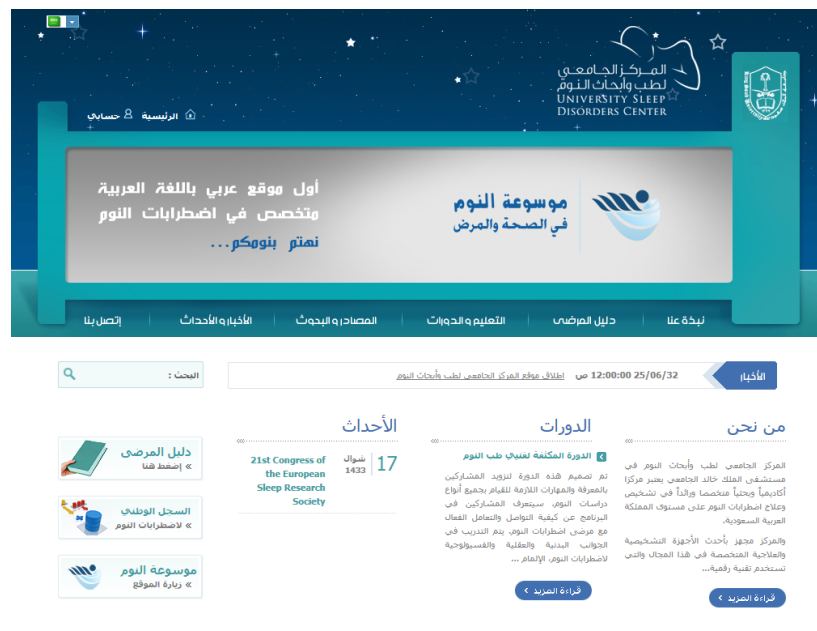 المركز الجامعي
لطب وأبحاث النوم
UNIVERSITY SLEEP
DISORDERS CENTER
الرئيسية
حسابي
موسوعة النوم
في الصحة والمرض
أول موقع عربي باللغة العربية
متخصص في اضطرابات النوم
نهتم بنومكم...
نبذة عنا
دليل المرضى
التعليم و الدورات
المصادر و البحوث
الأخبار و الأحداث
إتصل بنا
الأخبار
25/06/32 12:00:00 ص اطلاق موقع المركز الجامعي لطب وأبحاث النوم
البحث :
من نحن
المركز الجامعي لطب وأبحاث النوم في
مستشفى الملك خالد الجامعي يعتبر مركزا
أكاديمياً وبحثياً متخصصا ورائداً في تشخيص
وعلاج اضطرابات النوم على مستوى المملكة
العربية السعودية.
والمركز مجهز بأحدث الأجهزة التشخيصية
والعلاجية المتخصصة في هذا المجال والتي
تستخدم تقنية رقمية...
قراءة المزيد
الدورات
الدورة المكثفة لفنيي طب النوم
تم تصميم هذه الدورة لتزويد المشاركين
بالمعرفة والمهارات اللازمة للقيام بجميع أنواع
دراسات النوم. سيتعرف المشاركين في
البرنامج عن كيفية التواصل والتعامل الفعال
مع مرضى اضطرابات النوم. يتم التدريب في
الجوانب البدنية والعقلية والفسيولوجية
لاضطرابات النوم، الإلمام ...
قراءة المزيد
الأحداث
17
شوال
1433
21st Congress of
the European
Sleep Research
Society
دليل المرضى
» إضغط هنا
السجل الوطني
» لاضطرابات النوم
موسوعة النوم
» زيارة الموقع